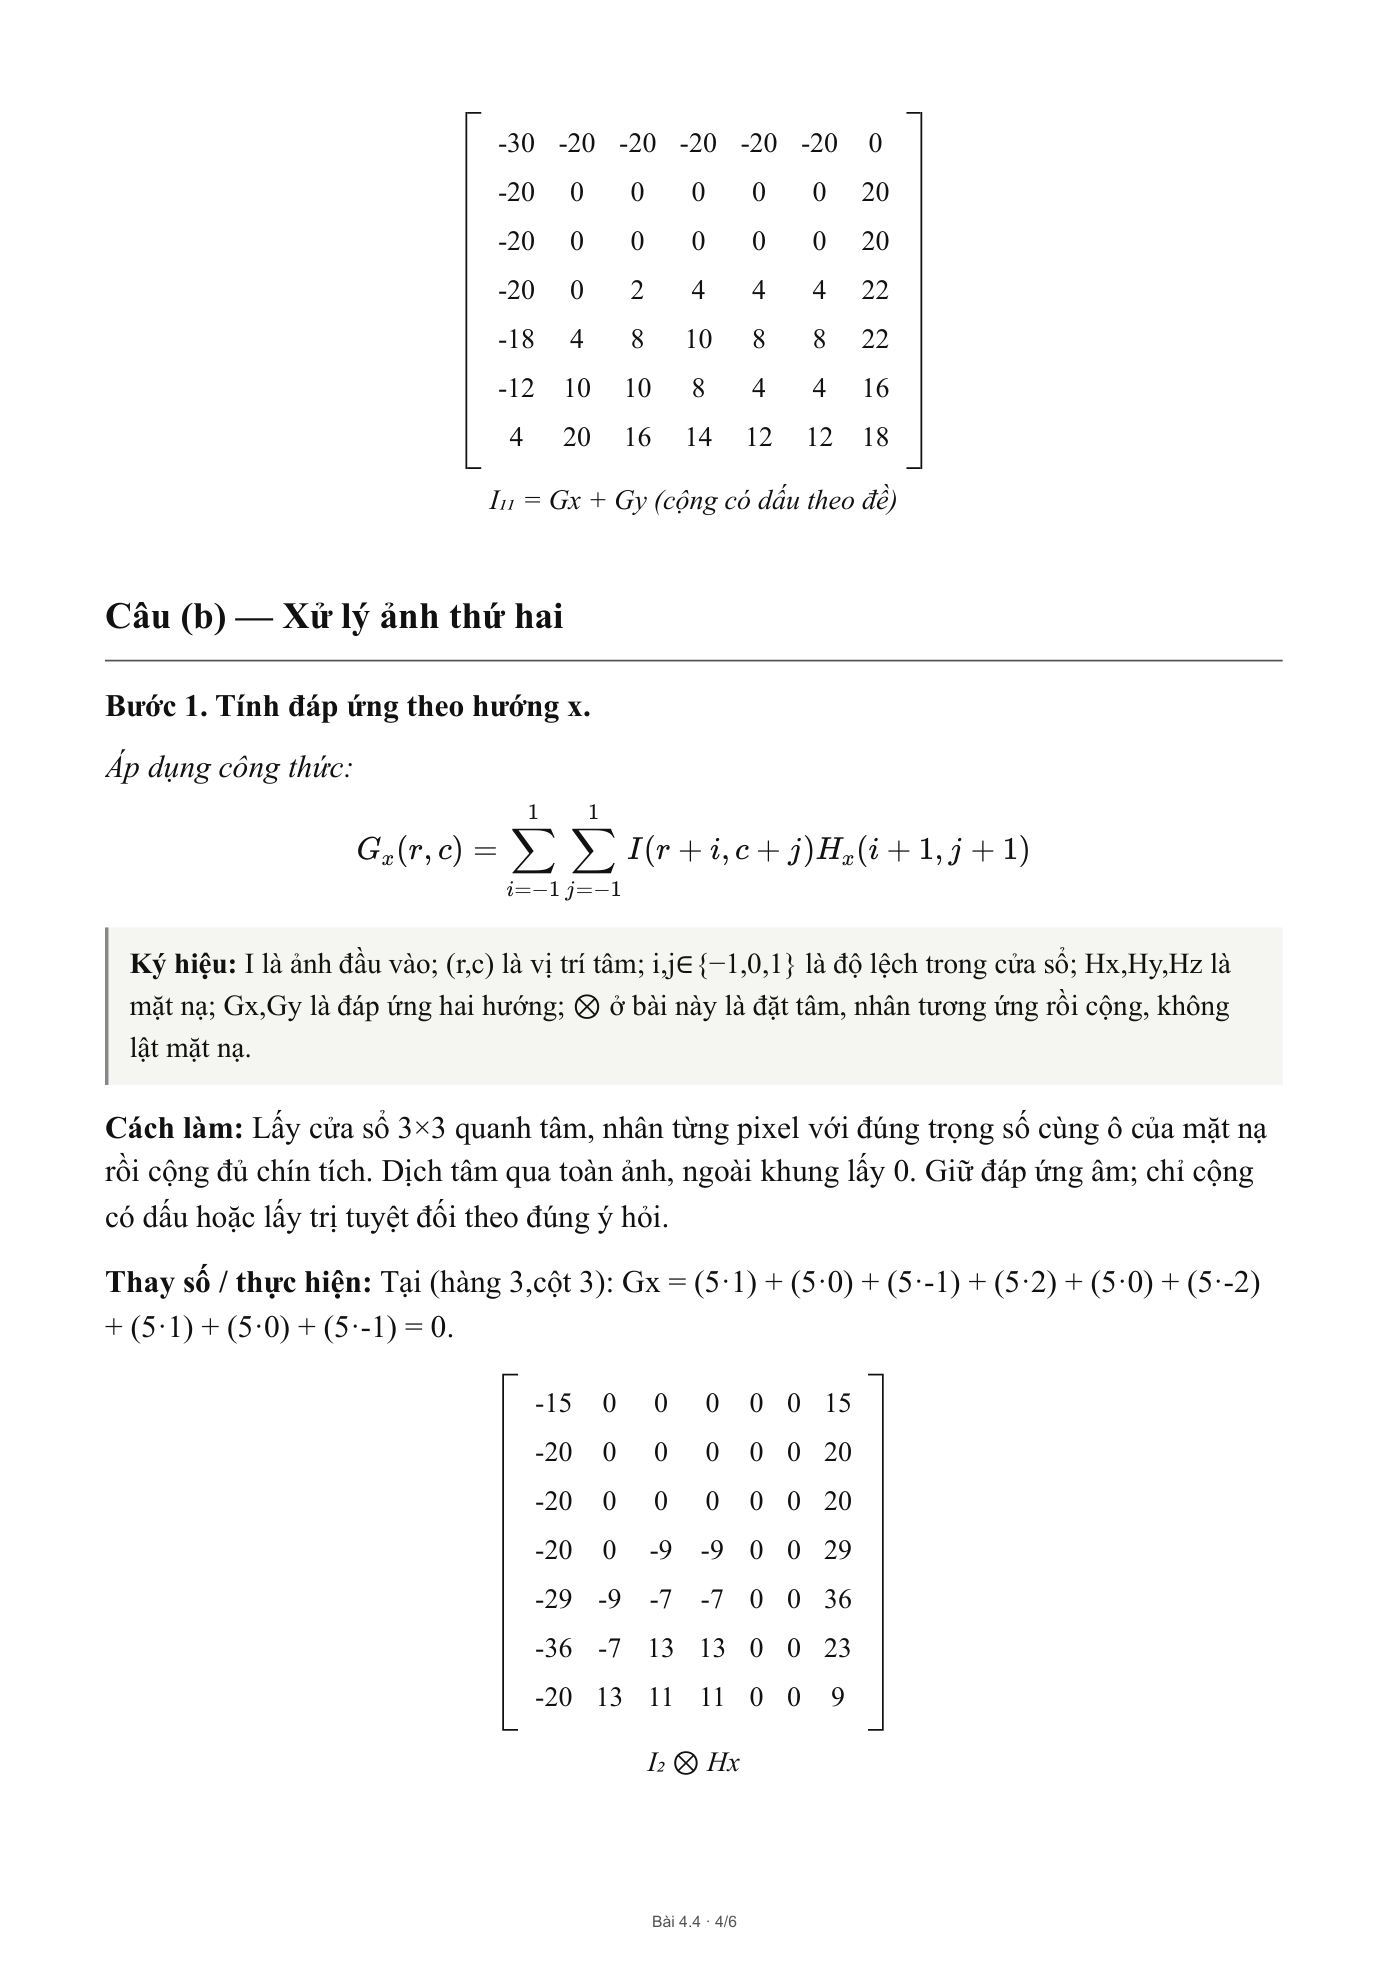 -30 -20 -20 -20 -20 -20 0
-20 0 0 0 0 0 20
-20 0 0 0 0 0 20
-20 0 2 4 4 4 22
-18 4 8 10 8 8 22
-12 10 10 8 4 4 16
4 20 16 14 12 12 18
I₁₁ = Gx + Gy (cộng có dấu theo đề)
Câu (b) — Xử lý ảnh thứ hai
Bước 1. Tính đáp ứng theo hướng x.
Áp dụng công thức:
G_x(r, c) = \sum_{i=-1}^{1} \sum_{j=-1}^{1} I(r + i, c + j)H_x(i + 1, j + 1)
Ký hiệu: I là ảnh đầu vào; (r,c) là vị trí tâm; i,j∈{−1,0,1} là độ lệch trong cửa sổ; Hx,Hy,Hz là
mặt nạ; Gx,Gy là đáp ứng hai hướng; ⊗ ở bài này là đặt tâm, nhân tương ứng rồi cộng, không
lật mặt nạ.
Cách làm: Lấy cửa sổ 3×3 quanh tâm, nhân từng pixel với đúng trọng số cùng ô của mặt nạ
rồi cộng đủ chín tích. Dịch tâm qua toàn ảnh, ngoài khung lấy 0. Giữ đáp ứng âm; chỉ cộng
có dấu hoặc lấy trị tuyệt đối theo đúng ý hỏi.
Thay số / thực hiện: Tại (hàng 3,cột 3): Gx = (5·1) + (5·0) + (5·-1) + (5·2) + (5·0) + (5·-2)
+ (5·1) + (5·0) + (5·-1) = 0.
-15 0 0 0 0 0 15
-20 0 0 0 0 0 20
-20 0 0 0 0 0 20
-20 0 -9 -9 0 0 29
-29 -9 -7 -7 0 0 36
-36 -7 13 13 0 0 23
-20 13 11 11 0 0 9
I₂ ⊗ Hx
Bài 4.4 · 4/6